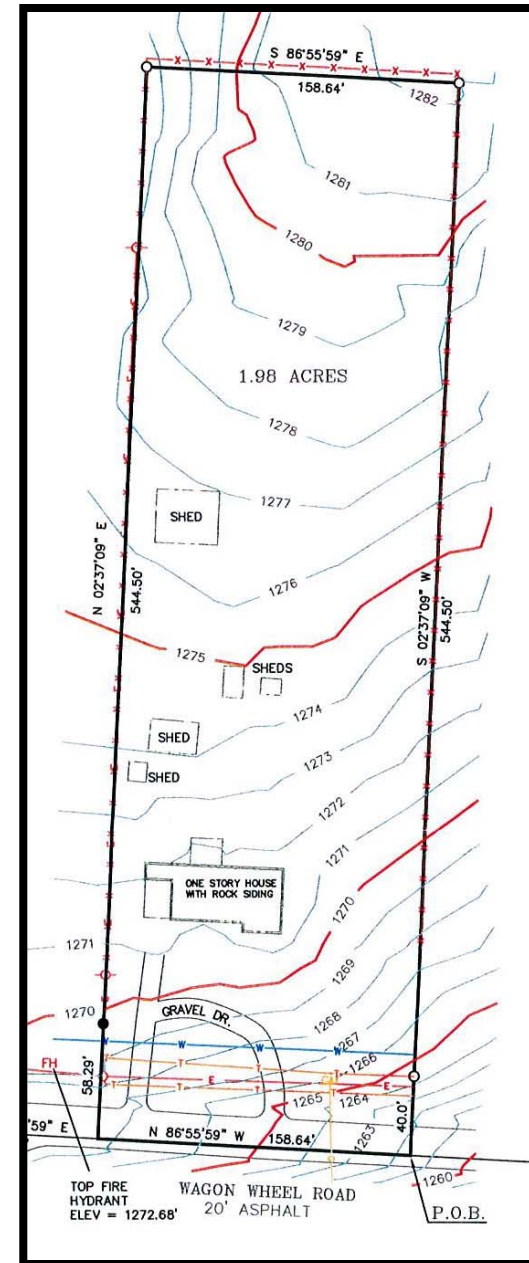 S 86°55'59" E
158.64'
1282
1281
1280
1279
1.98 ACRES
1278
1277
SHED
1276
N 02°37'09" E
544.50'
S 02°37'09" W
544.50'
1275
SHEDS
1274
SHED
1273
SHED
1272
1271
ONE STORY HOUSE
WITH ROCK SIDING
1270
1271
1269
1270
GRAVEL DR.
1268
1267
W W W W
T T T T
1266
FH
E E
T T T T
1265
1264
58.29'
40.0'
1263
'59" E
N 86°55'59" W
158.64'
1260
TOP FIRE
HYDRANT
ELEV = 1272.68'
WAGON WHEEL ROAD
20' ASPHALT
P.O.B.